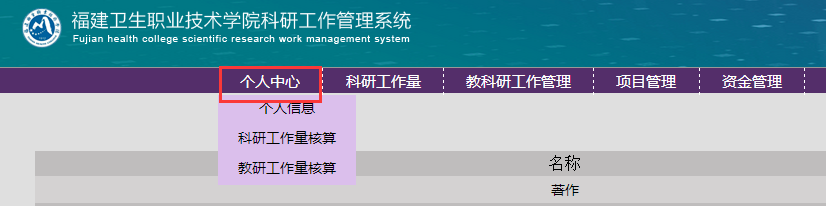 福建卫生职业技术学院科研工作管理系统
Fujian health college scientific research work management system
个人中心 科研工作量 教科研工作管理 项目管理 资金管理
个人信息
科研工作量核算
教研工作量核算
名称
著作